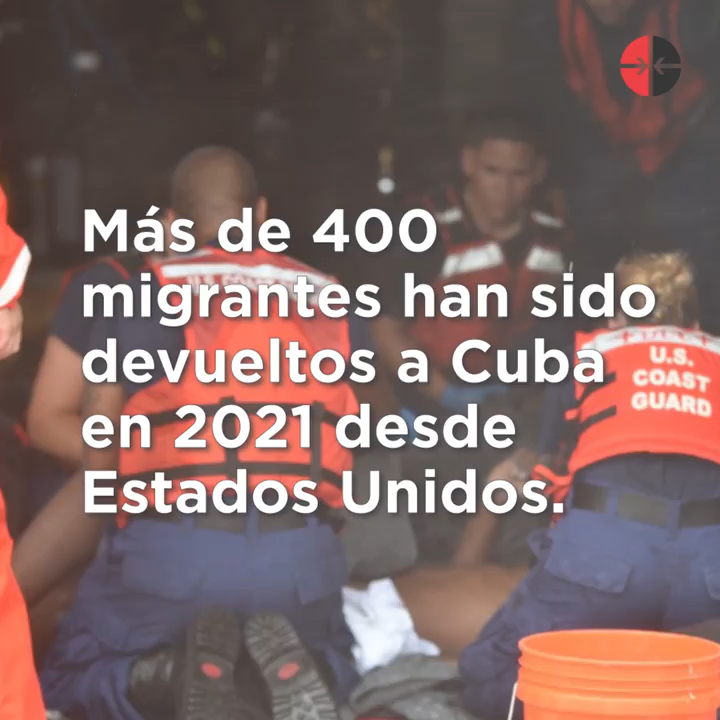 Más de 400
migrantes han sido
devueltos a Cuba
en 2021 desde
Estados Unidos.
U.S.
COAST
GUARD